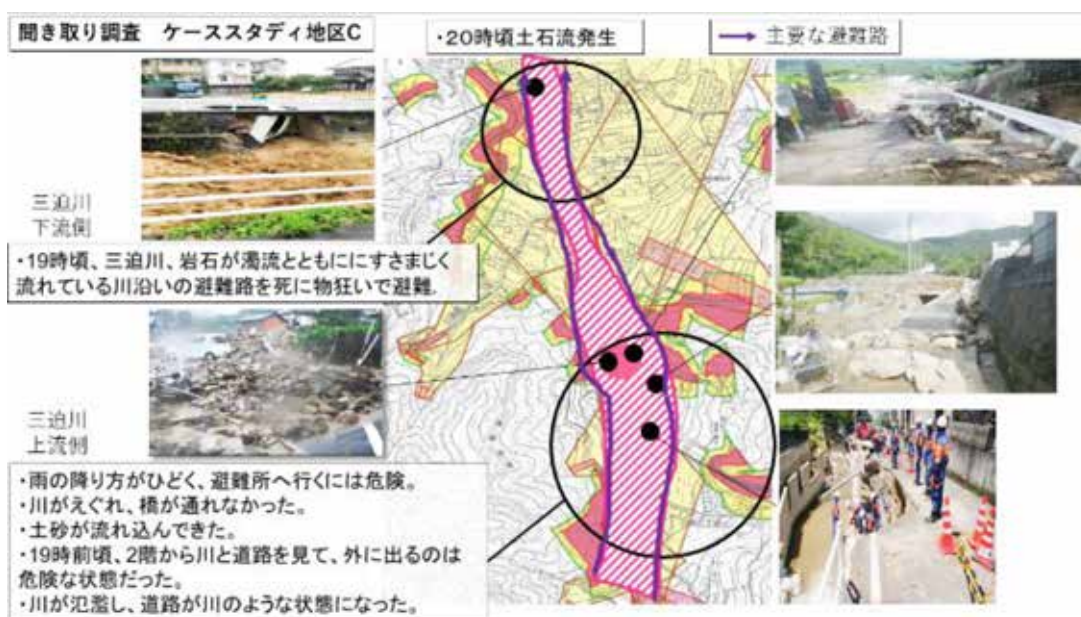 聞き取り調査　ケーススタディ地区C
・20時頃土石流発生
主要な避難路
三迫川
下流側
・19時頃、三迫川、岩石が濁流とともににすさまじく
流れている川沿いの避難路を死に物狂いで避難.
三迫川
上流側
・雨の降り方がひどく、避難所へ行くには危険。
・川がえぐれ、橋が通れなかった。
・土砂が流れ込んできた。
・19時前頃、2階から川と道路を見て、外に出るのは
危険な状態だった。
・川が氾濫し、道路が川のような状態になった。